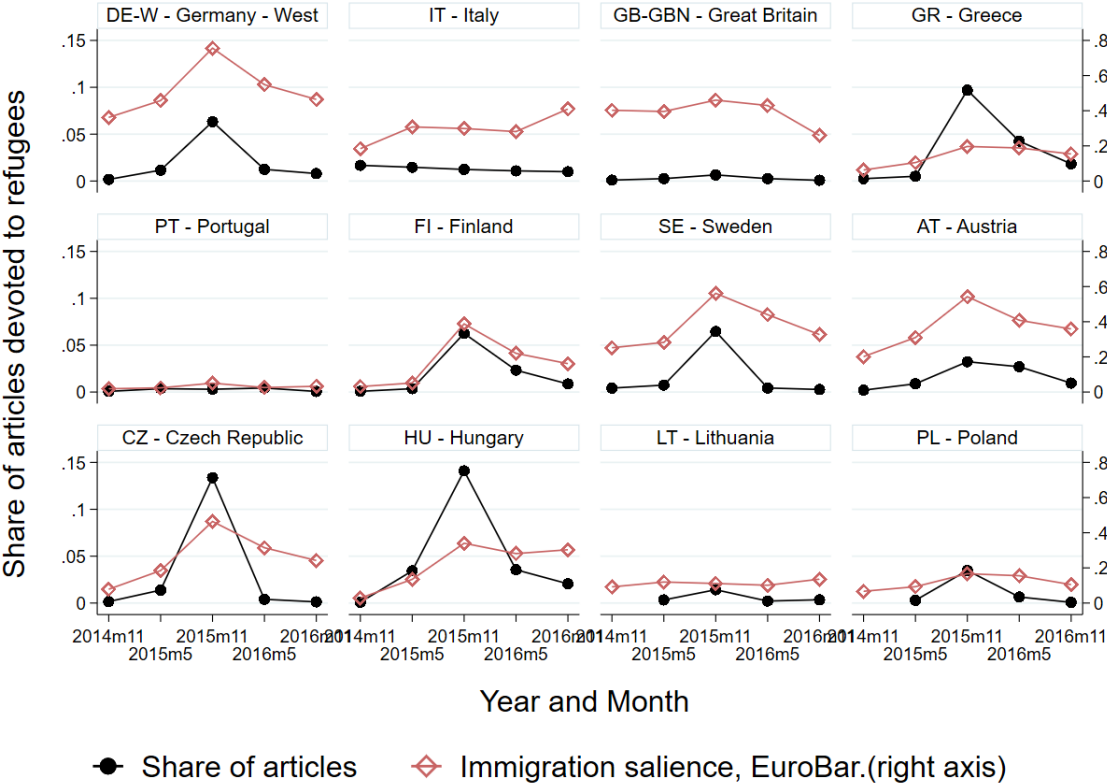 DE-W - Germany - West
IT - Italy
GB-GBN - Great Britain
GR - Greece
.15
.1
.05
0
.8
.6
.4
.2
0
PT - Portugal
FI - Finland
SE - Sweden
AT - Austria
.15
.1
.05
0
.8
.6
.4
.2
0
CZ - Czech Republic
HU - Hungary
LT - Lithuania
PL - Poland
.15
.1
.05
0
.8
.6
.4
.2
0
2014m11
2015m5
2015m11
2016m5
2016m11
2014m11
2015m5
2015m11
2016m5
2016m11
2014m11
2015m5
2015m11
2016m5
2016m11
2014m11
2015m5
2015m11
2016m5
2016m11
Share of articles devoted to refugees
Year and Month
Share of articles
Immigration salience, EuroBar.(right axis)